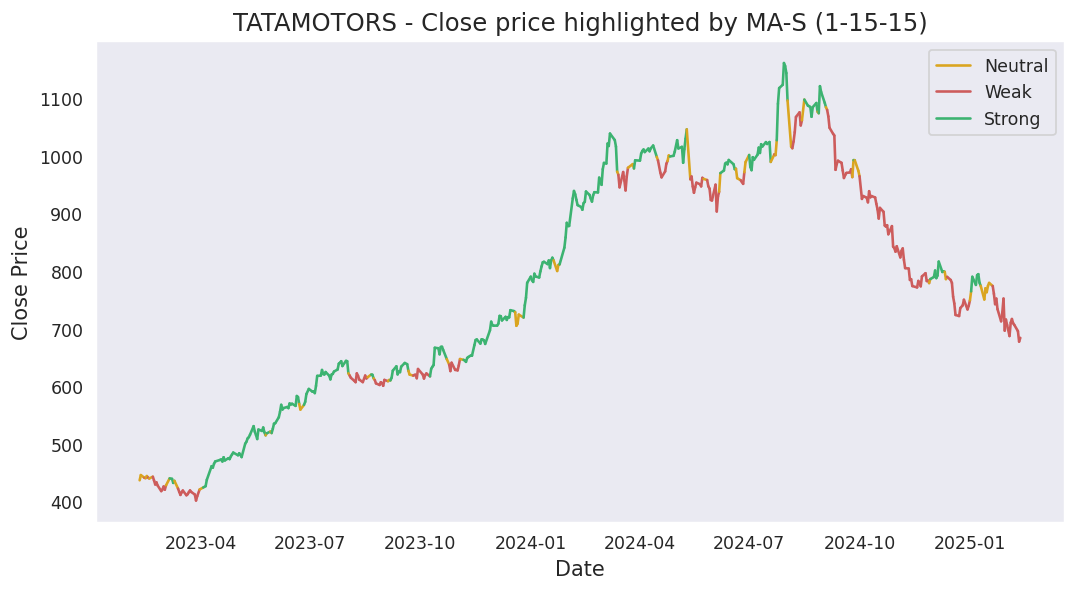 TATAMOTORS - Close price highlighted by MA-S (1-15-15)
Neutral
Weak
Strong
1100
1000
900
800
700
600
500
400
Close Price
2023-04 2023-07 2023-10 2024-01 2024-04 2024-07 2024-10 2025-01
Date